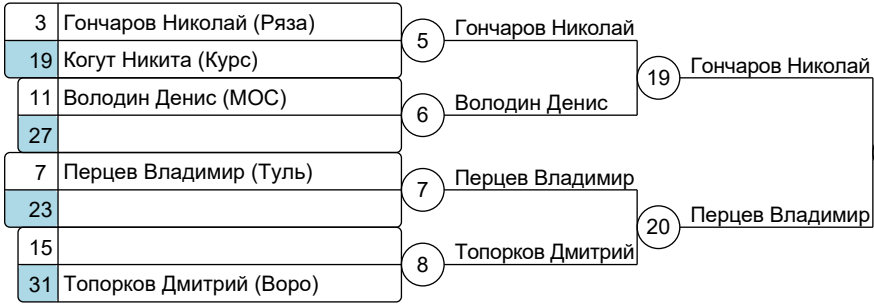 3 Гончаров Николай (Ряза)
19 Когут Никита (Курс)
5 Гончаров Николай
11 Володин Денис (МОС)
27
6 Володин Денис
19 Гончаров Николай
7 Перцев Владимир (Туль)
23
7 Перцев Владимир
15
31 Топорков Дмитрий (Воро)
8 Топорков Дмитрий
20 Перцев Владимир